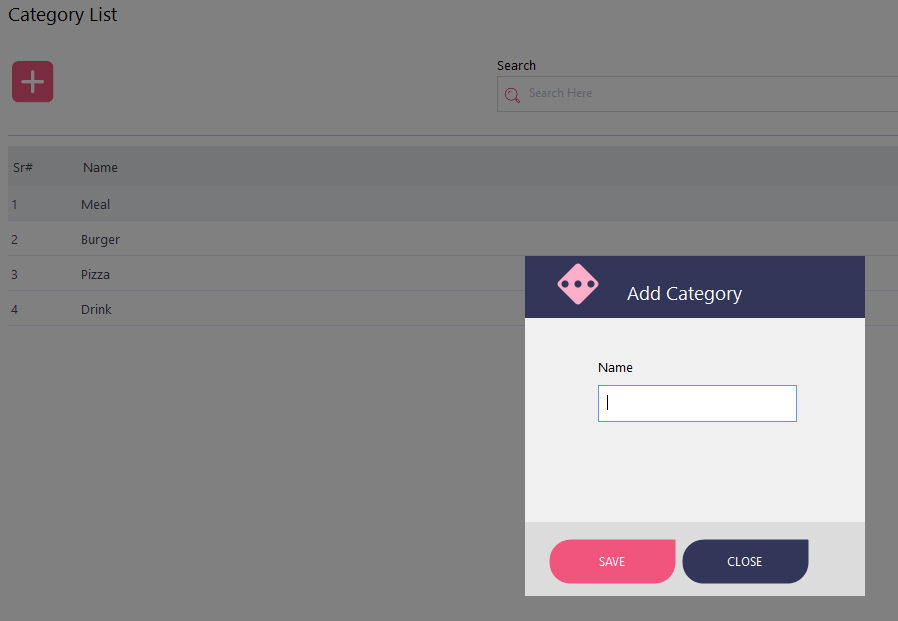 Category List
Search
Search Here
Sr# Name
1 Meal
2 Burger
3 Pizza
4 Drink
Add Category
Name
SAVE CLOSE